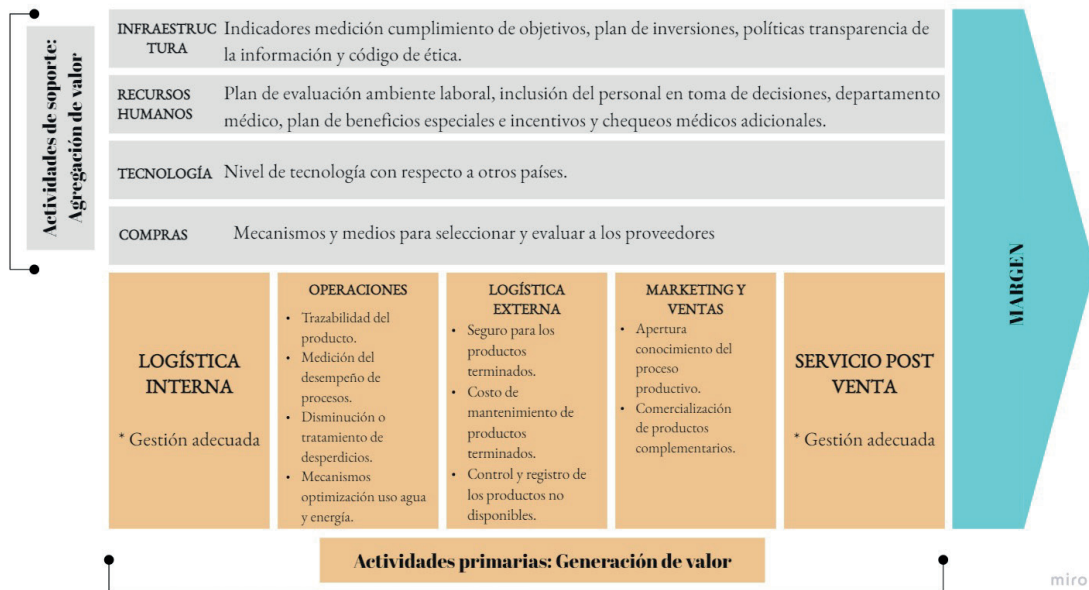 Actividades de soporte:
Agregación de valor
INFRAESTRUC
TURA
Indicadores medición cumplimiento de objetivos, plan de inversiones, políticas transparencia de
la información y código de ética.
RECURSOS
HUMANOS
Plan de evaluación ambiente laboral, inclusión del personal en toma de decisiones, departamento
médico, plan de beneficios especiales e incentivos y chequeos médicos adicionales.
TECNOLOGÍA
Nivel de tecnología con respecto a otros países.
COMPRAS
Mecanismos y medios para seleccionar y evaluar a los proveedores
LOGÍSTICA
INTERNA
* Gestión adecuada
OPERACIONES
• Trazabilidad del
producto.
• Medición del
desempeño de
procesos.
• Disminución o
tratamiento de
desperdicios.
• Mecanismos
optimización uso agua
y energía.
LOGÍSTICA
EXTERNA
• Seguro para los
productos
terminados.
• Costo de
mantenimiento de
productos
terminados.
• Control y registro de
los productos no
disponibles.
MARKETING Y
VENTAS
• Apertura
conocimiento del
proceso
productivo.
• Comercialización
de productos
complementarios.
SERVICIO POST
VENTA
* Gestión adecuada
MARGEN
Actividades primarias: Generación de valor
miro